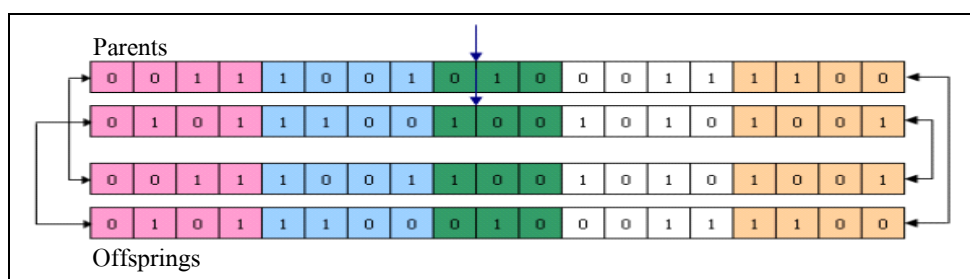 Parents
0 0 1 1 1 0 0 1 0 1 0 0 0 1 1 1 1 0 0
0 1 0 1 1 1 0 0 1 0 0 1 0 1 0 1 0 0 1
0 0 1 1 1 0 0 1 1 0 0 1 0 1 0 1 0 0 1
0 1 0 1 1 1 0 0 0 1 0 0 0 1 1 1 1 0 0
Offsprings